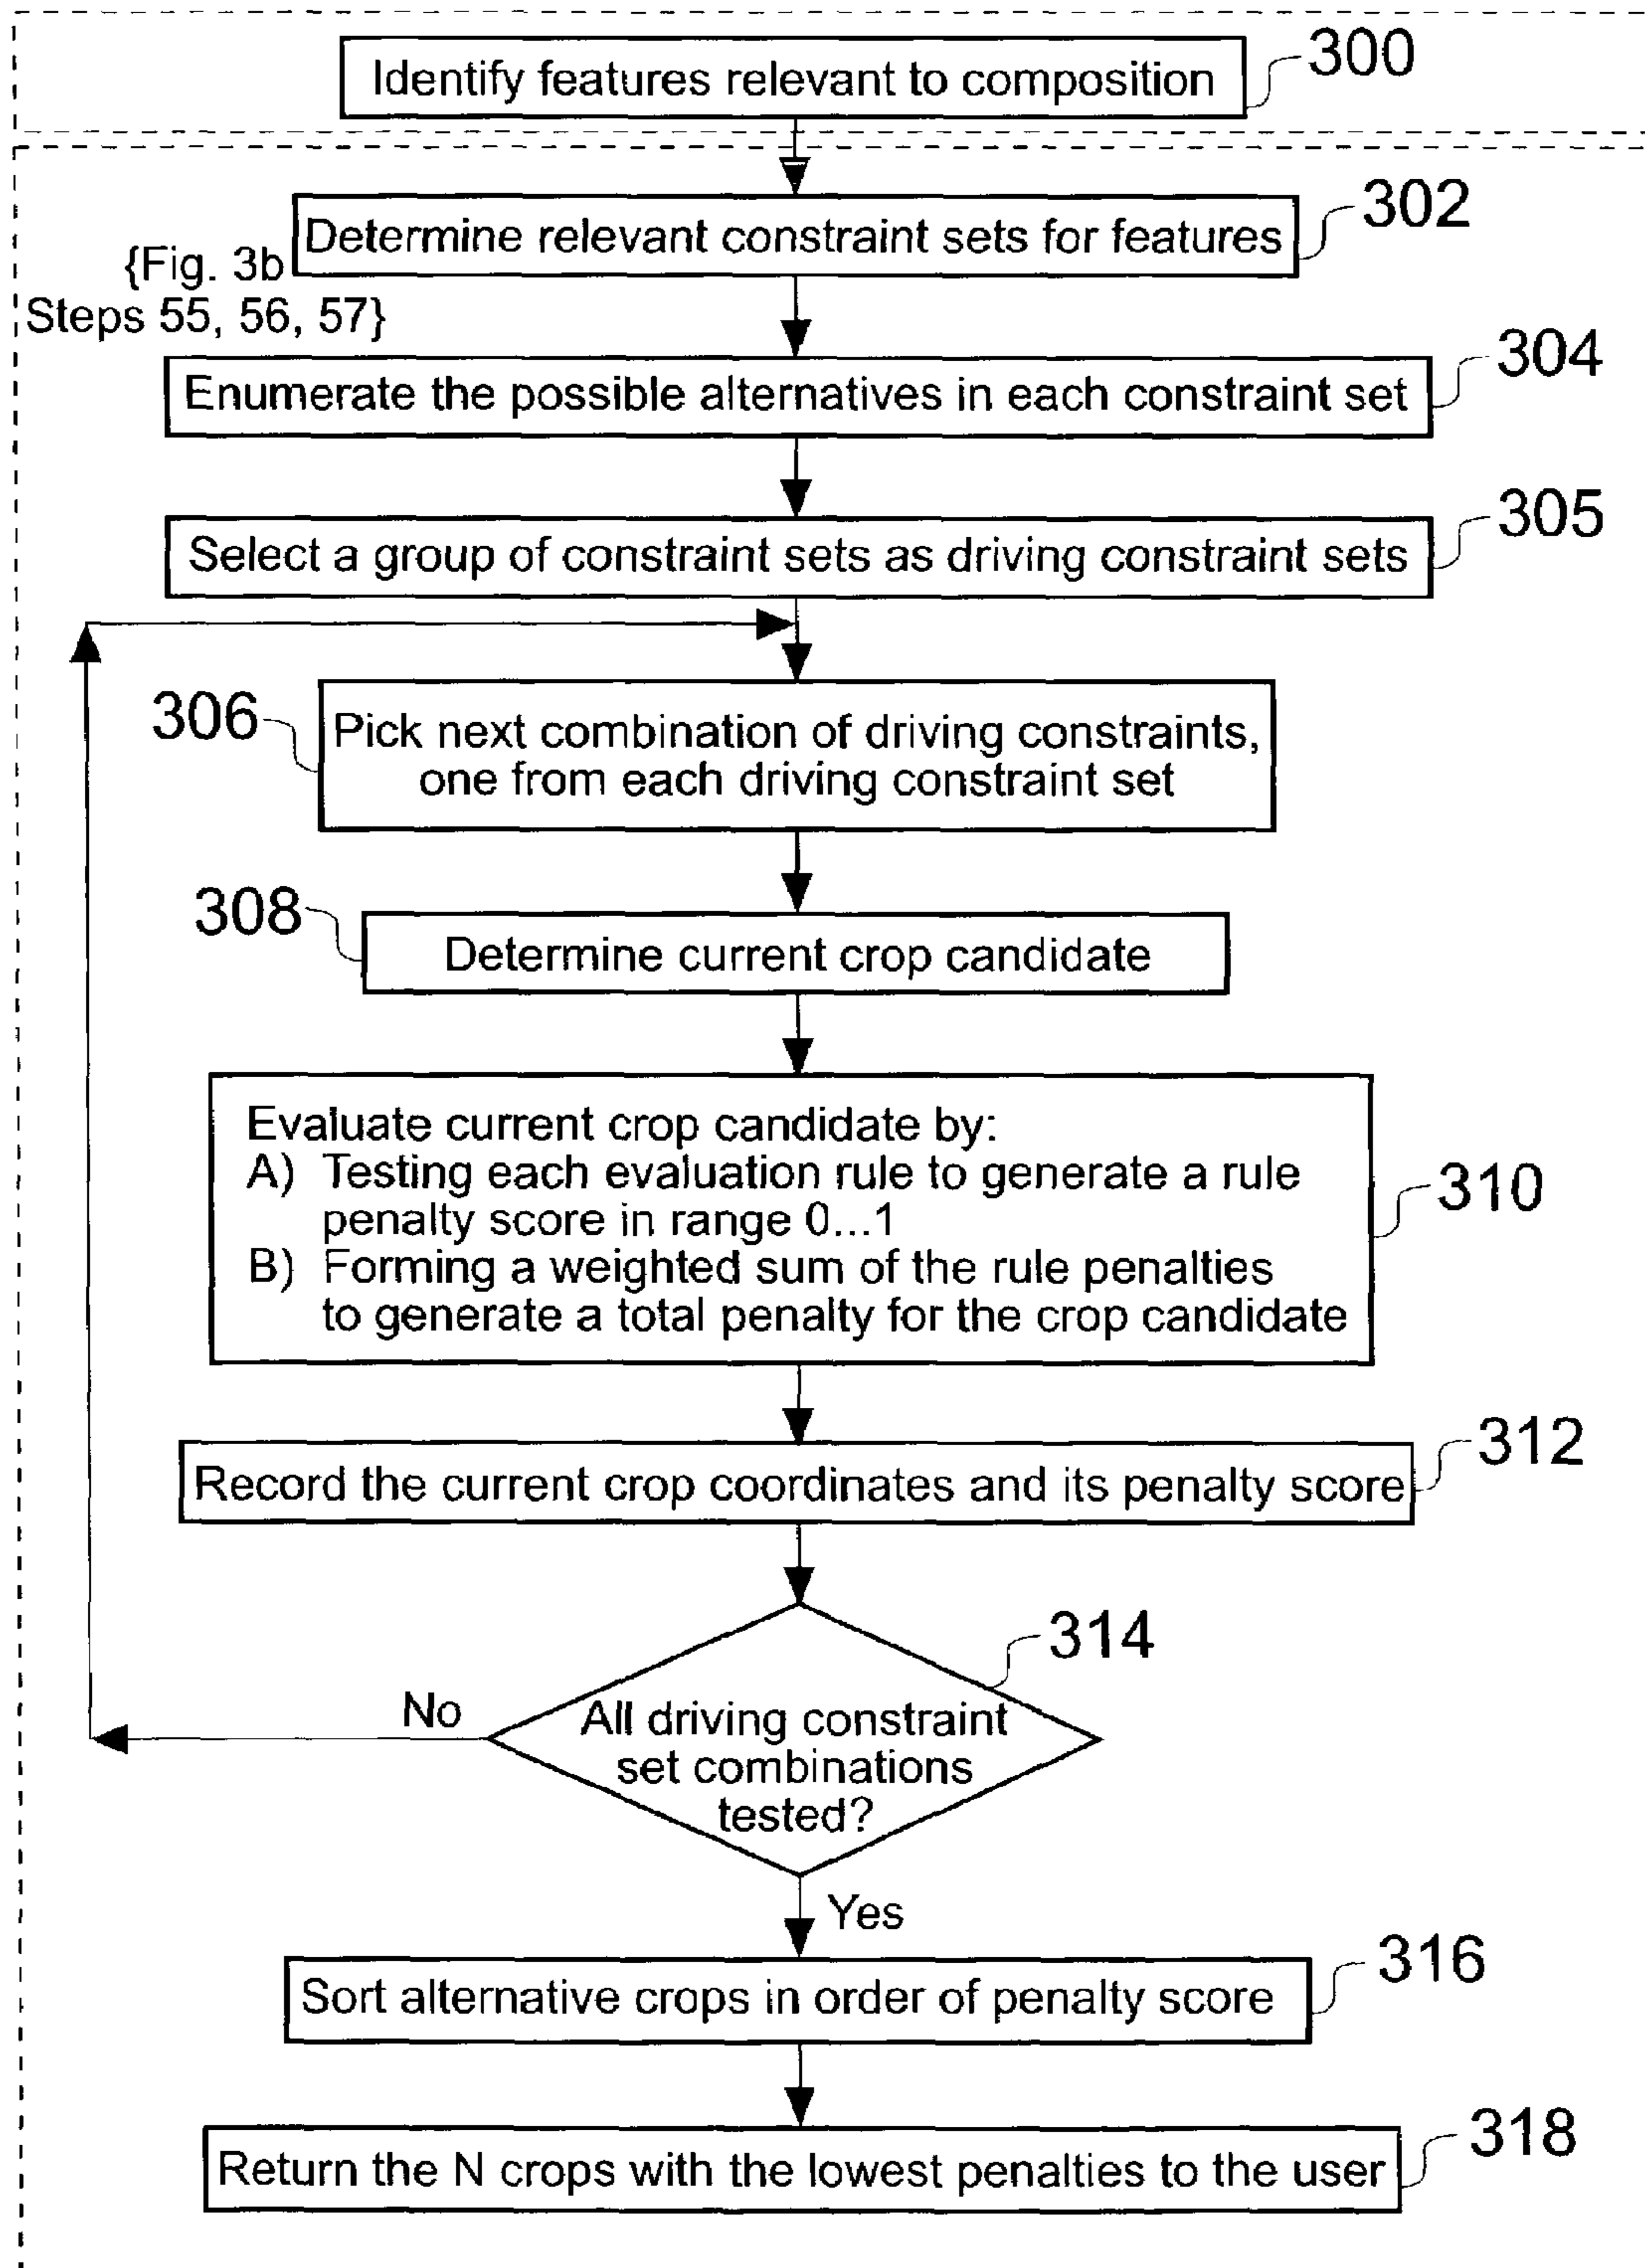 Identify features relevant to composition
300
Determine relevant constraint sets for features
302
{Fig. 3b
Steps 55, 56, 57}
Enumerate the possible alternatives in each constraint set
304
Select a group of constraint sets as driving constraint sets
305
306
Pick next combination of driving constraints,
one from each driving constraint set
308
Determine current crop candidate
Evaluate current crop candidate by:
A) Testing each evaluation rule to generate a rule
penalty score in range 0...1
B) Forming a weighted sum of the rule penalties
to generate a total penalty for the crop candidate
310
Record the current crop coordinates and its penalty score
312
314
No
All driving constraint
set combinations
tested?
Yes
Sort alternative crops in order of penalty score
316
Return the N crops with the lowest penalties to the user
318